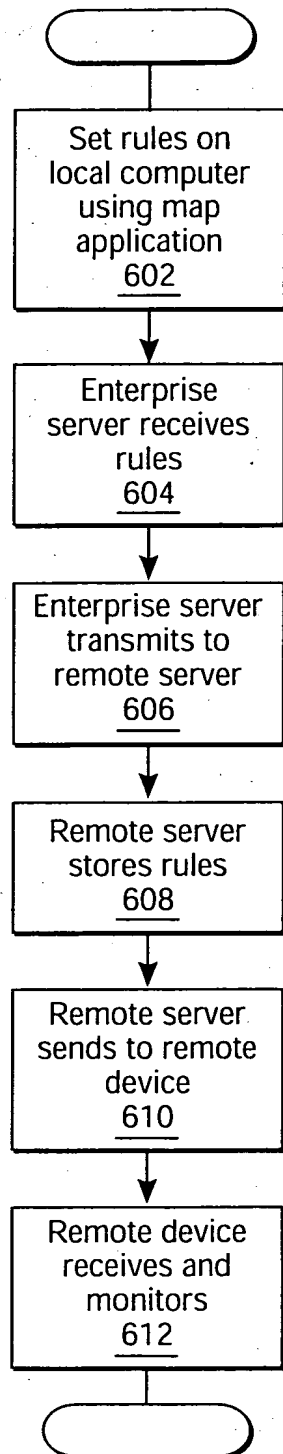 Set rules on
local computer
using map
application
602
Enterprise
server receives
rules
604
Enterprise server
transmits to
remote server
606
Remote server
stores rules
608
Remote server
sends to remote
device
610
Remote device
receives and
monitors
612